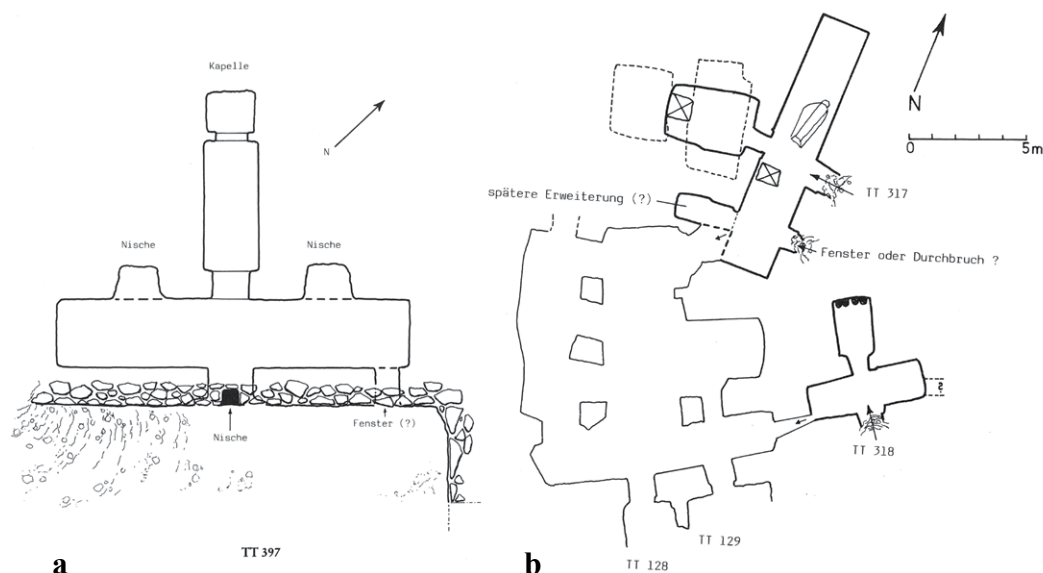 Kapelle
N
Nische
Nische
Nische
Fenster (?)
a
TT 397
N
0
5m
TT 317
spätere Erweiterung (?)
Fenster oder Durchbruch ?
?
TT 318
TT 129
TT 128
b